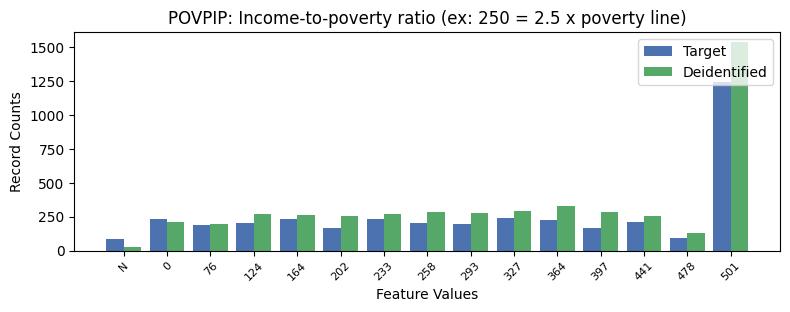 POVPIP: Income-to-poverty ratio (ex: 250 = 2.5 x poverty line)
Target
Deidentified
Record Counts
1500
1250
1000
750
500
250
0
N 0 76 124 164 202 233 258 293 327 364 397 441 478 501
Feature Values